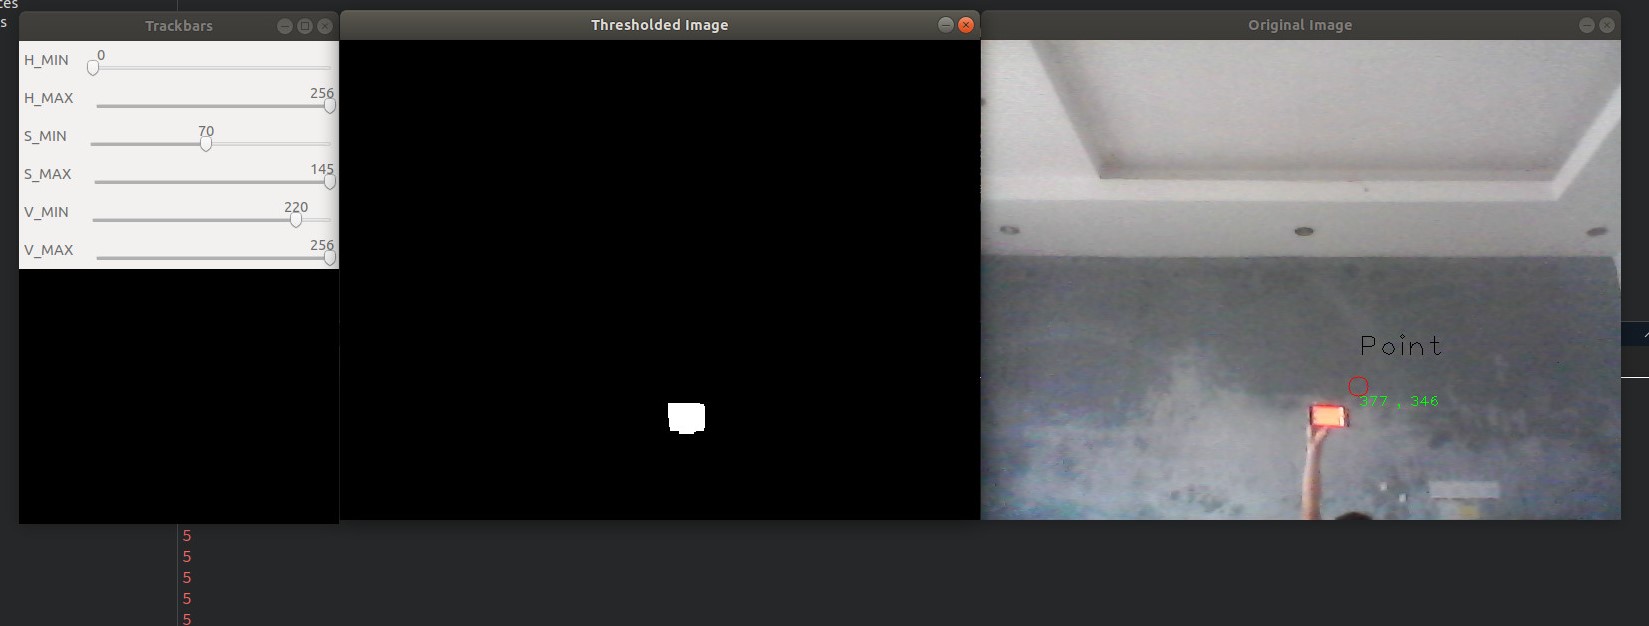 ces
s
Trackbars
H_MIN 0
H_MAX 256
S_MIN 70
S_MAX 145
V_MIN 220
V_MAX 256
Thresholded Image
Original Image
Point
377 , 346
5
5
5
5
5